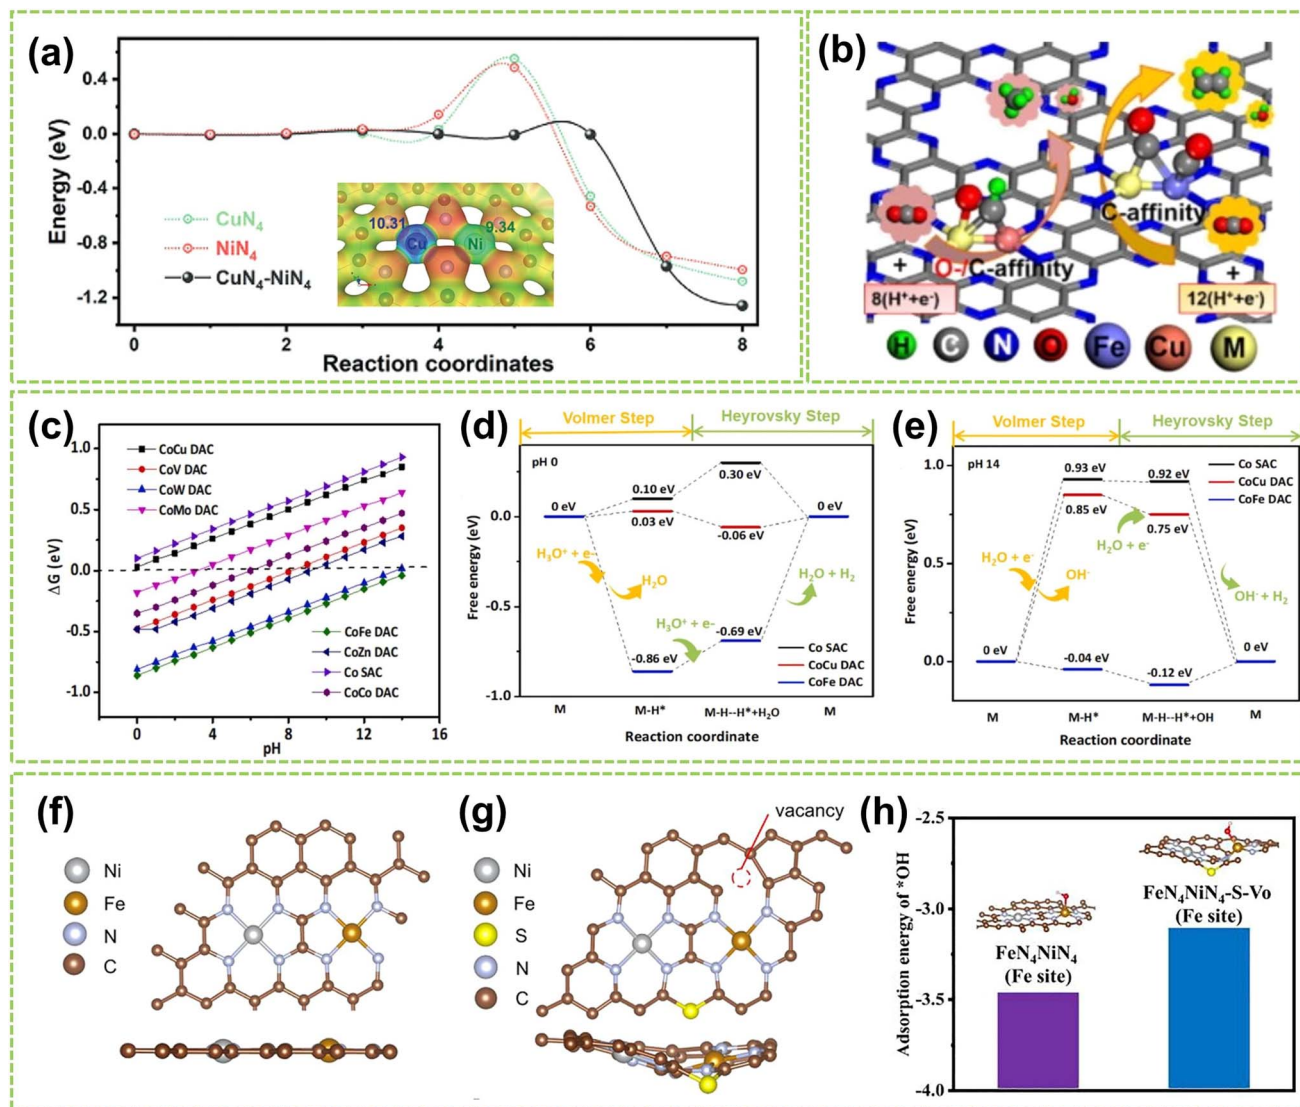 (a)
0.4
0.0
-0.4
-0.8
-1.2
Energy (eV)
CuN₄
NiN₄
CuN₄-NiN₄
10.31
9.34
Cu
Ni
0
2
4
6
8
Reaction coordinates
(b)
C-affinity
O-/C-affinity
+
+
8(H⁺+e⁻)
12(H⁺+e⁻)
H
C
N
O
Fe
Cu
M
(c)
1.0
0.5
0.0
-0.5
-1.0
ΔG (eV)
CoCu DAC
CoV DAC
CoW DAC
CoMo DAC
CoFe DAC
CoZn DAC
Co SAC
CoCo DAC
0
4
8
12
16
pH
(d)
Volmer Step
Heyrovsky Step
pH 0
0.0
-0.5
-1.0
Free energy (eV)
0 eV
0.10 eV
0.03 eV
0.30 eV
-0.06 eV
0 eV
H₃O⁺ + e-
H₂O
H₃O⁺ + e-
H₂O + H₂
-0.86 eV
-0.69 eV
Co SAC
CoCu DAC
CoFe DAC
M
M-H*
M-H--H*+H₂O
M
Reaction coordinate
(e)
Volmer Step
Heyrovsky Step
pH 14
1.0
0.5
0.0
Free energy (eV)
0.93 eV
0.92 eV
0.85 eV
0.75 eV
Co SAC
CoCu DAC
CoFe DAC
H₂O + e⁻
OH⁻
H₂O + e⁻
OH⁻ + H₂
0 eV
-0.04 eV
-0.12 eV
0 eV
M
M-H*
M-H--H*+OH
M
Reaction coordinate
(f)
Ni
Fe
N
C
(g)
vacancy
Ni
Fe
S
N
C
(h)
-2.5
-3.0
-3.5
-4.0
Adsorption energy of *OH
FeN₄NiN₄
(Fe site)
FeN₄NiN₄-S-Vo
(Fe site)